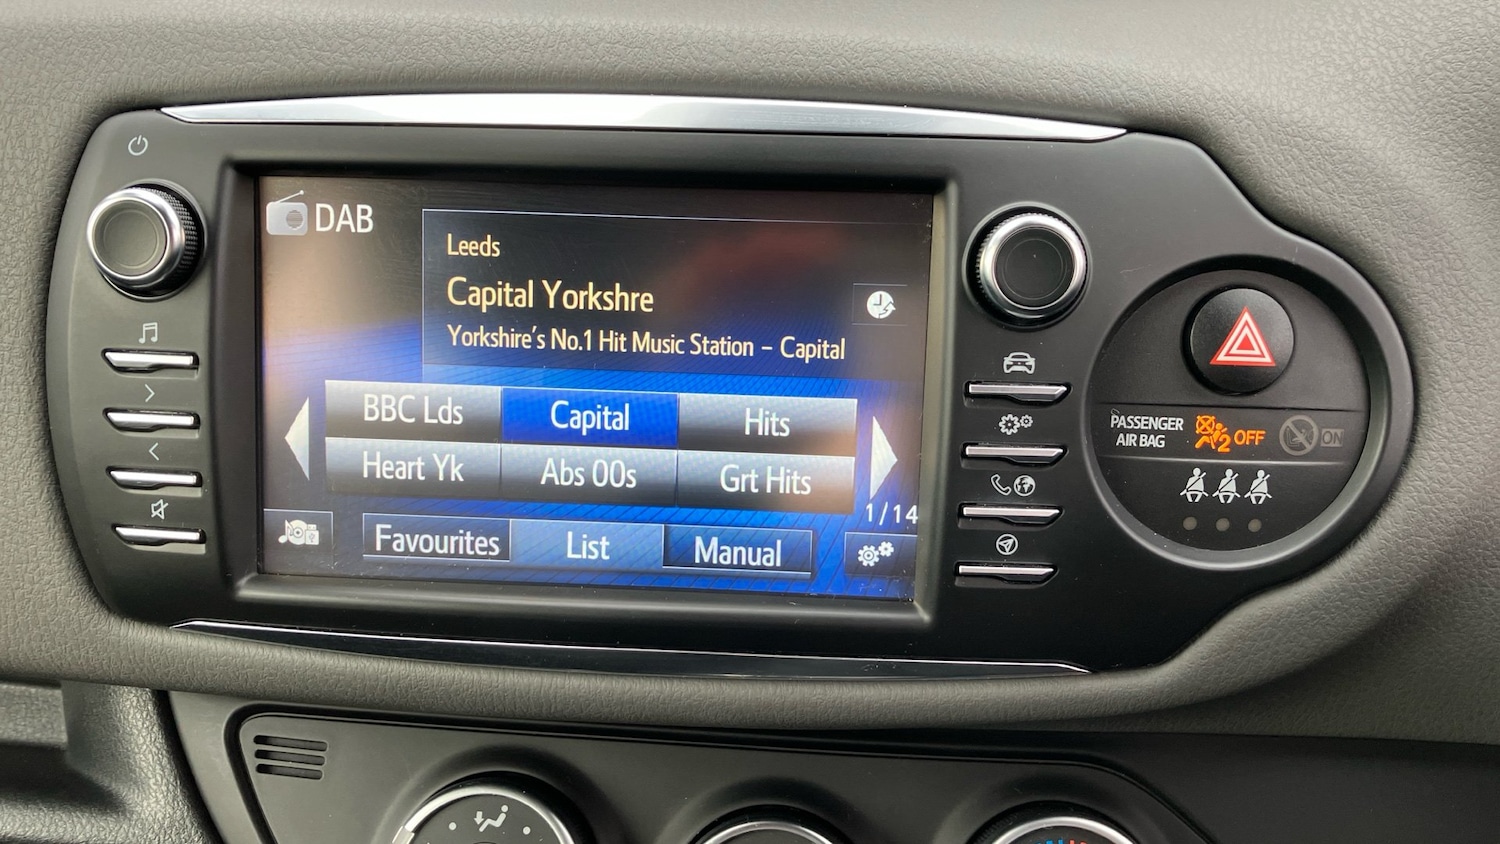 DAB
Leeds
Capital Yorkshre
Yorkshire's No.1 Hit Music Station - Capital
BBC Lds
Capital
Hits
Heart Yk
Abs 00s
Grt Hits
1/14
Favourites
List
Manual
PASSENGER
AIR BAG
2 OFF
ON